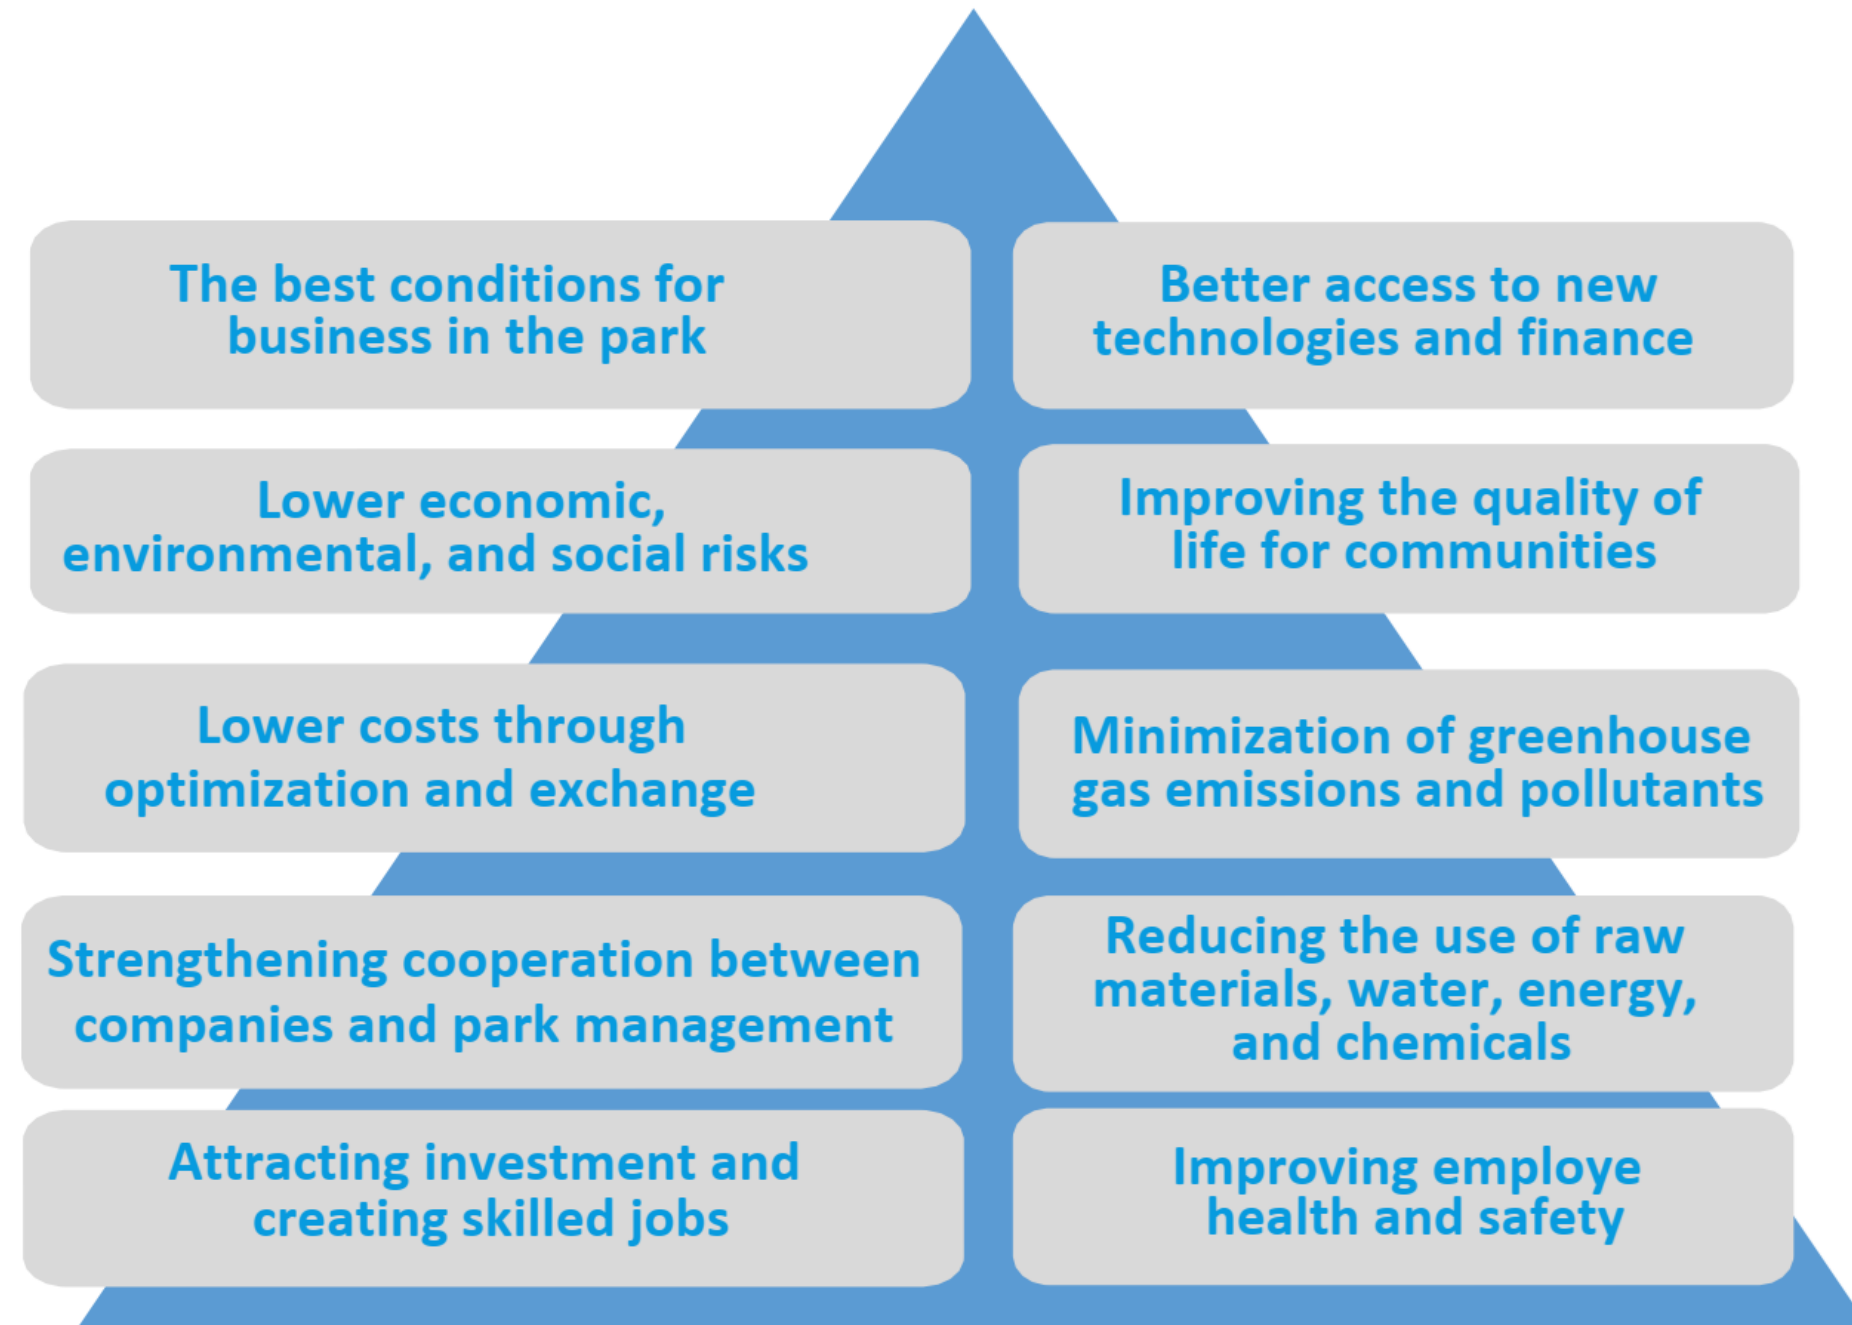 The best conditions for
business in the park
Better access to new
technologies and finance
Lower economic,
environmental, and social risks
Improving the quality of
life for communities
Lower costs through
optimization and exchange
Minimization of greenhouse
gas emissions and pollutants
Strengthening cooperation between
companies and park management
Reducing the use of raw
materials, water, energy,
and chemicals
Attracting investment and
creating skilled jobs
Improving employe
health and safety